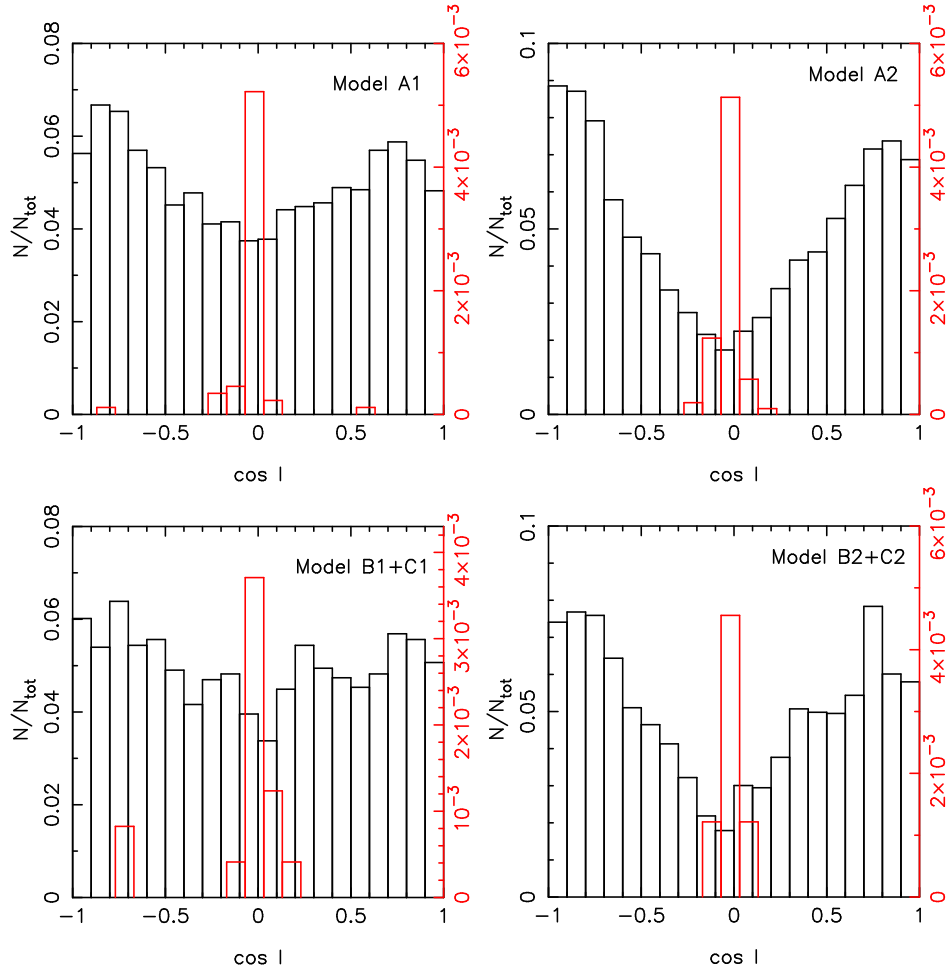 Model A1
N/N_tot
0 0.02 0.04 0.06 0.08
0 2×10⁻³ 4×10⁻³ 6×10⁻³
-1 -0.5 0 0.5 1
cos I
Model A2
N/N_tot
0 0.05 0.1
0 2×10⁻³ 4×10⁻³ 6×10⁻³
-1 -0.5 0 0.5 1
cos I
Model B1+C1
N/N_tot
0 0.02 0.04 0.06 0.08
0 10⁻³ 2×10⁻³ 3×10⁻³ 4×10⁻³
-1 -0.5 0 0.5 1
cos I
Model B2+C2
N/N_tot
0 0.05 0.1
0 2×10⁻³ 4×10⁻³ 6×10⁻³
-1 -0.5 0 0.5 1
cos I